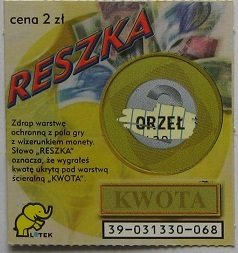 cena 2 zł
RESZKA
Zdrap warstwę
ochronną z pola gry
z wizerunkiem monety.
Słowo „RESZKA”
oznacza, że wygrałeś
kwotę ukrytą pod warstwą
ścieralną „KWOTA”.
ORZEŁ
KWOTA
LOTEK
39-031330-068